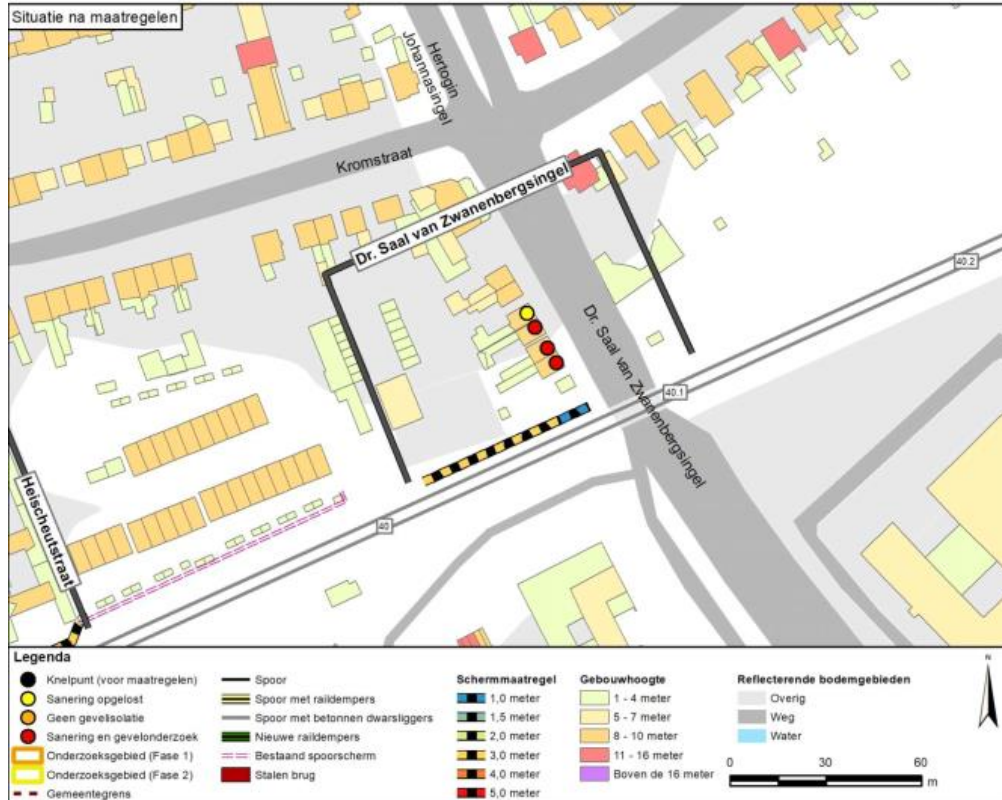 Situatie na maatregelen
Hertogin
Johannasingel
Kromstraat
Dr. Saal van Zwanenbergsingel
40.2
Dr. Saal van Zwanenbergsingel
40.1
Heischeutstraat
40
Legenda
Knelpunt (voor maatregelen)
Sanering opgelost
Geen gevelisolatie
Sanering en gevelonderzoek
Onderzoeksgebied (Fase 1)
Onderzoeksgebied (Fase 2)
Gemeentegrens
Spoor
Spoor met raildempers
Spoor met betonnen dwarsliggers
Nieuwe raildempers
Bestaand spoorscherm
Stalen brug
Schermmaatregel
1,0 meter
1,5 meter
2,0 meter
3,0 meter
4,0 meter
5,0 meter
Gebouwhoogte
1 - 4 meter
5 - 7 meter
8 - 10 meter
11 - 16 meter
Boven de 16 meter
Reflecterende bodemgebieden
Overig
Weg
Water
N
0 30 60
m